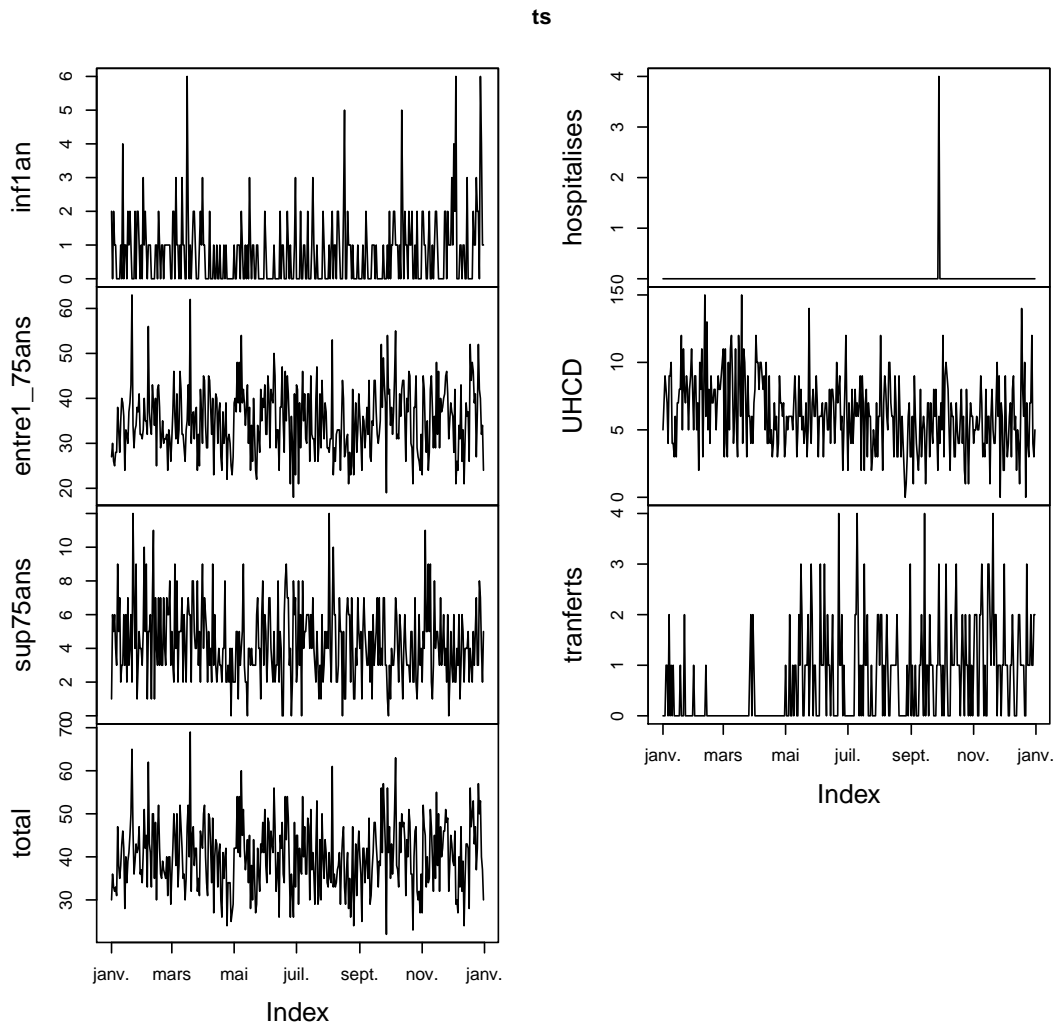 ts
inf1an
0 1 2 3 4 5 6
entre1_75ans
20 30 40 50 60
sup75ans
0 2 4 6 8 10
total
30 40 50 60 70
janv. mars mai juil. sept. nov. janv.
Index
hospitalises
0 1 2 3 4
UHCD
0 5 10 15
tranferts
0 1 2 3 4
janv. mars mai juil. sept. nov. janv.
Index